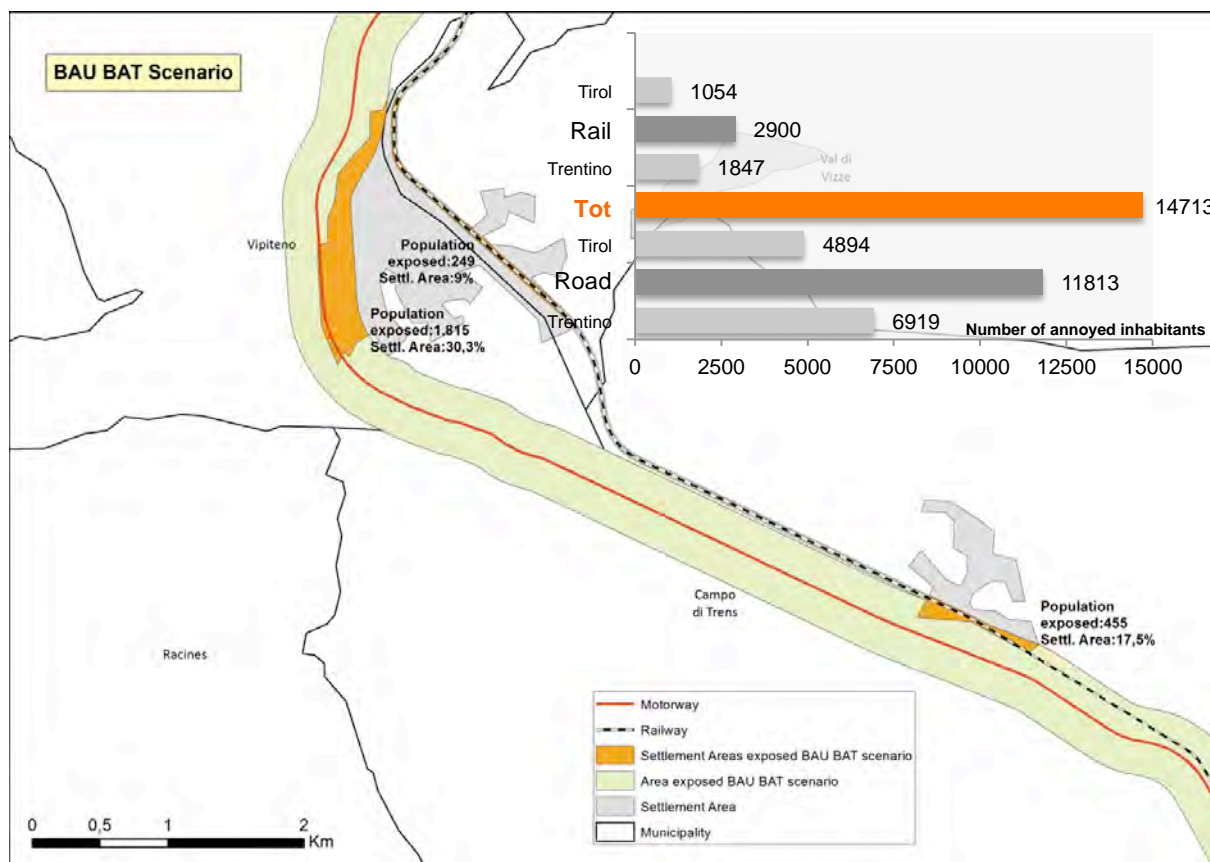 BAU BAT Scenario
Tirol
1054
Rail
2900
Trentino
1847
Val di
Vizze
Tot
14713
Tirol
4894
Road
11813
Trentino
6919
Number of annoyed inhabitants
0 2500 5000 7500 10000 12500 15000
Vipiteno
Population
exposed:249
Settl. Area:9%
Population
exposed:1.815
Settl. Area:30,3%
Campo
di Trens
Population
exposed:455
Settl. Area:17,5%
Racines
Motorway
Railway
Settlement Areas exposed BAU BAT scenario
Area exposed BAU BAT scenario
Settlement Area
Municipality
0 0,5 1 2
Km